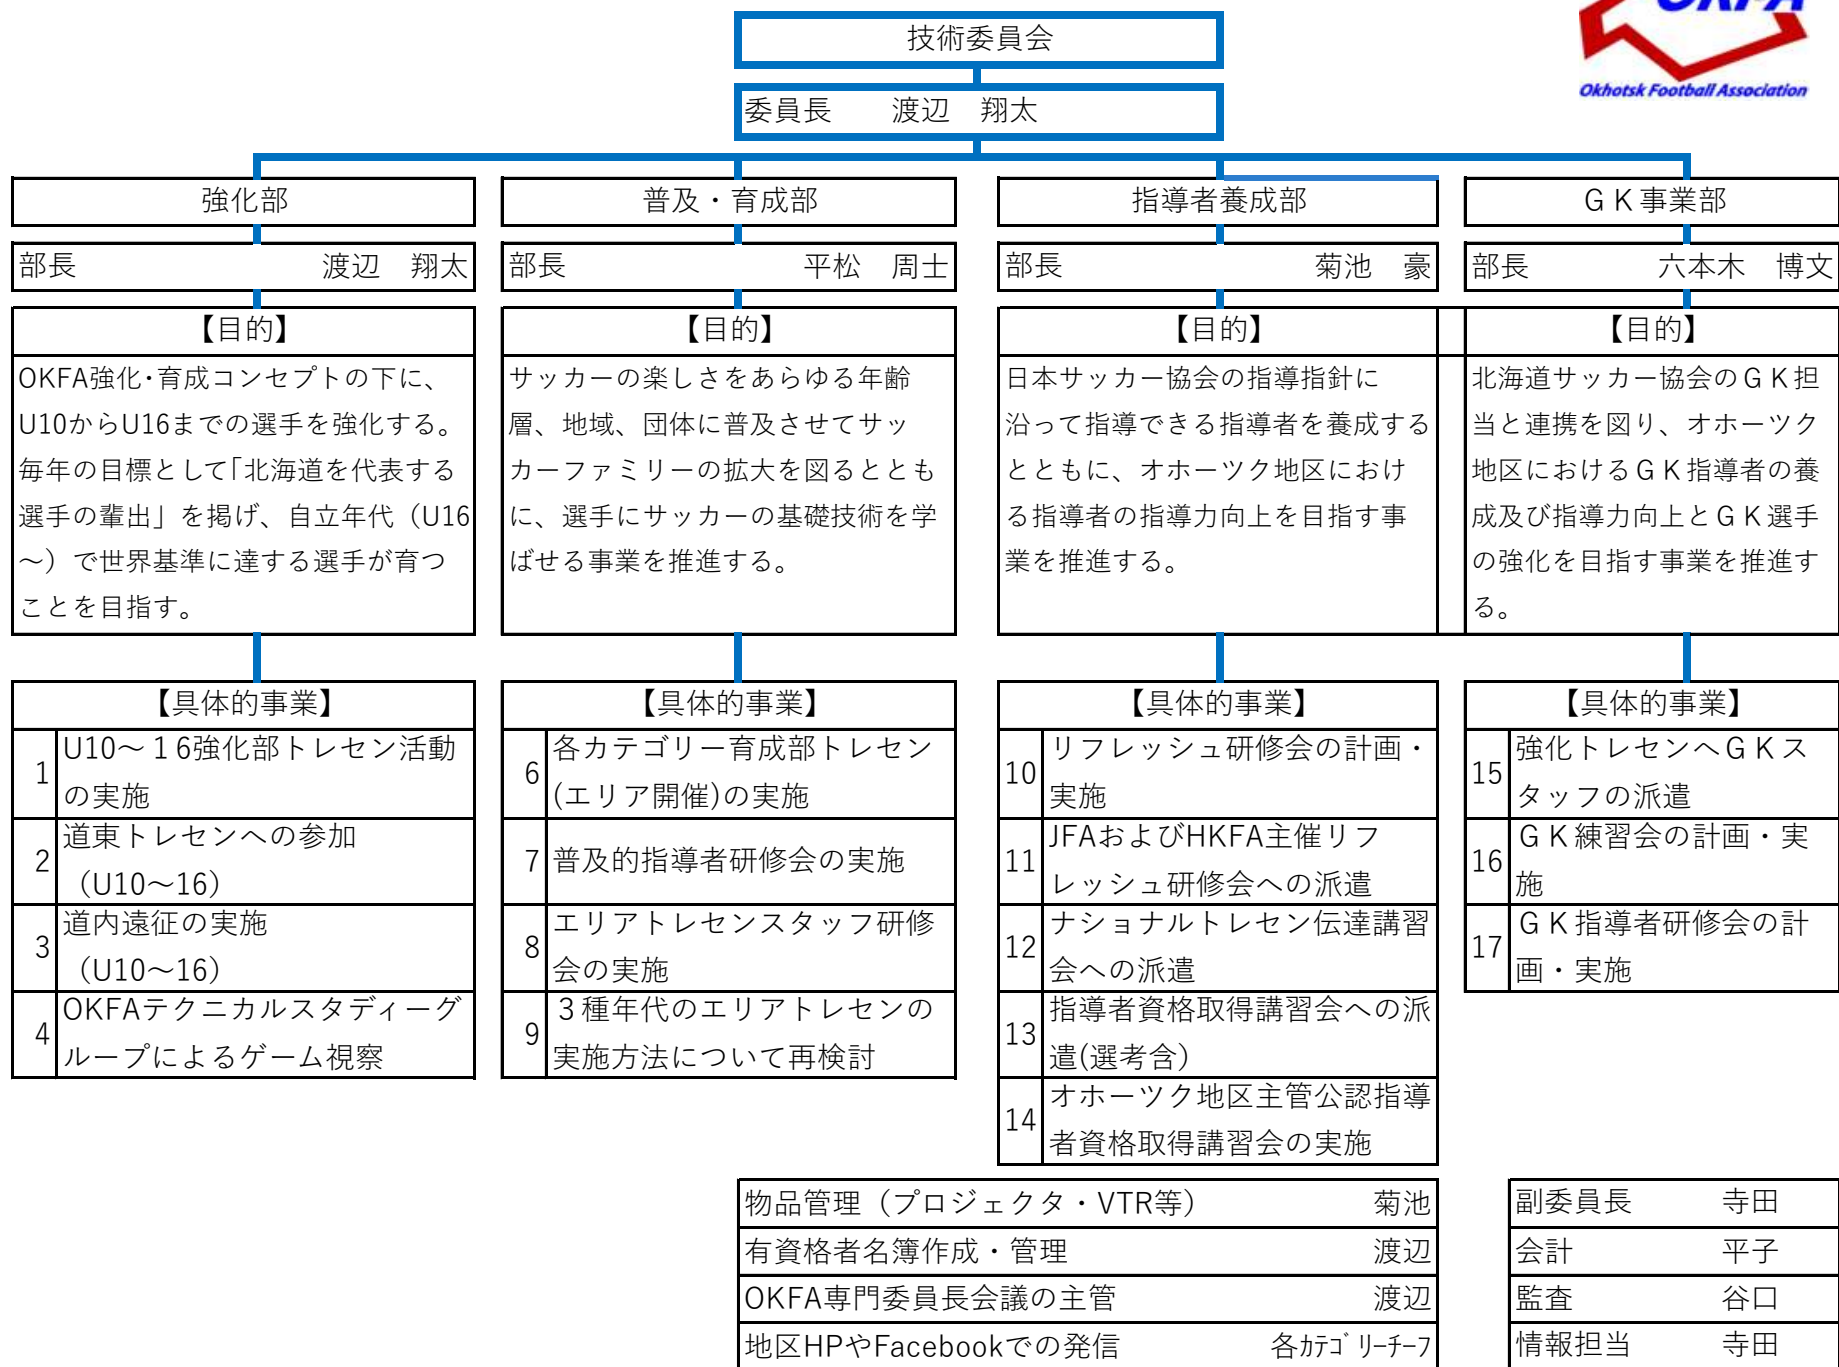 OKFA
Okhotsk Football Association
技術委員会
委員長　　渡辺　翔太
強化部
部長　渡辺　翔太
【目的】
OKFA強化･育成コンセプトの下に、
U10からU16までの選手を強化する。
毎年の目標として｢北海道を代表する
選手の輩出」を掲げ、自立年代（U16
～）で世界基準に達する選手が育つ
ことを目指す。
【具体的事業】
1 U10～１6強化部トレセン活動
の実施
2 道東トレセンへの参加
（U10～16）
3 道内遠征の実施
（U10～16）
4 OKFAテクニカルスタディーグ
ループによるゲーム視察
普及・育成部
部長　平松　周士
【目的】
サッカーの楽しさをあらゆる年齢
層、地域、団体に普及させてサッ
カーファミリーの拡大を図るととも
に、選手にサッカーの基礎技術を学
ばせる事業を推進する。
【具体的事業】
6 各カテゴリー育成部トレセン
(エリア開催)の実施
7 普及的指導者研修会の実施
8 エリアトレセンスタッフ研修
会の実施
9 ３種年代のエリアトレセンの
実施方法について再検討
指導者養成部
部長　菊池　豪
【目的】
日本サッカー協会の指導指針に
沿って指導できる指導者を養成する
とともに、オホーツク地区におけ
る指導者の指導力向上を目指す事
業を推進する。
【具体的事業】
10 リフレッシュ研修会の計画・
実施
11 JFAおよびHKFA主催リフ
レッシュ研修会への派遣
12 ナショナルトレセン伝達講習
会への派遣
13 指導者資格取得講習会への派
遣(選考含)
14 オホーツク地区主管公認指導
者資格取得講習会の実施
ＧＫ事業部
部長　六本木　博文
【目的】
北海道サッカー協会のＧＫ担
当と連携を図り、オホーツク
地区におけるＧＫ指導者の養
成及び指導力向上とＧＫ選手
の強化を目指す事業を推進す
る。
【具体的事業】
15 強化トレセンへＧＫス
タッフの派遣
16 ＧＫ練習会の計画・実
施
17 ＧＫ指導者研修会の計
画・実施
物品管理（プロジェクタ・VTR等）　菊池
有資格者名簿作成・管理　渡辺
OKFA専門委員長会議の主管　渡辺
地区HPやFacebookでの発信　各ｶﾃｺﾞﾘｰﾁｰﾌ
副委員長　寺田
会計　平子
監査　谷口
情報担当　寺田